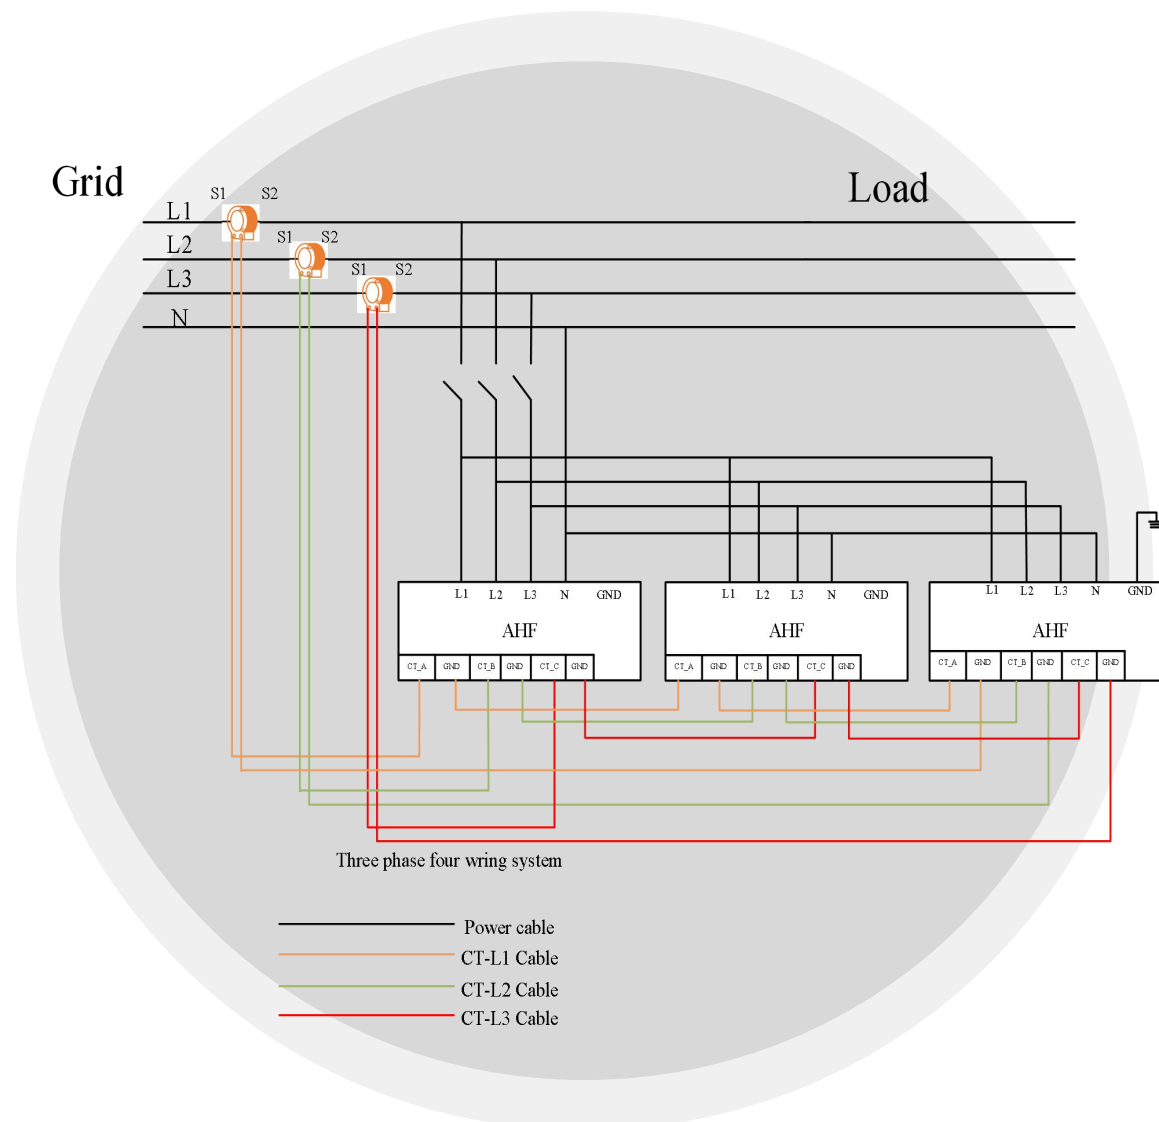 Grid
Load
S1 S2
L1
S1 S2
L2
S1 S2
L3
N
L1 L2 L3 N GND
AHF
CT_A GND CT_B GND CT_C GND
L1 L2 L3 N GND
AHF
CT_A GND CT_B GND CT_C GND
L1 L2 L3 N GND
AHF
CT_A GND CT_B GND CT_C GND
Three phase four wring system
Power cable
CT-L1 Cable
CT-L2 Cable
CT-L3 Cable